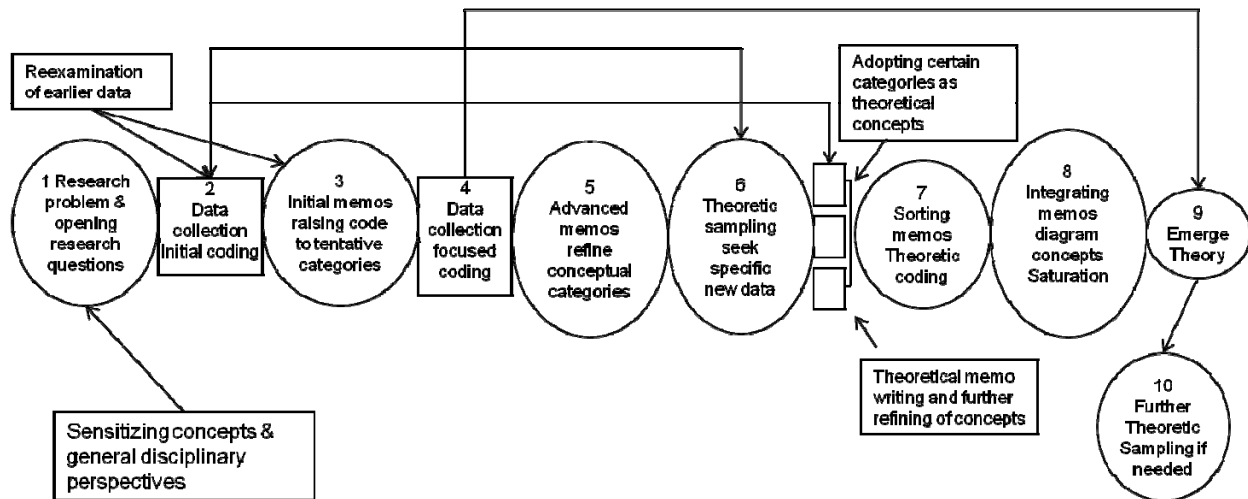 Reexamination
of earlier data
Adopting certain
categories as
theoretical
concepts
1 Research
problem &
opening
research
questions
2
Data
collection
Initial coding
3
Initial memos
raising code
to tentative
categories
4
Data
collection
focused
coding
5
Advanced
memos
refine
conceptual
categories
6
Theoretic
sampling
seek
specific
new data
7
Sorting
memos
Theoretic
coding
8
Integrating
memos
diagram
concepts
Saturation
9
Emerge
Theory
Theoretical memo
writing and further
refining of concepts
10
Further
Theoretic
Sampling if
needed
Sensitizing concepts &
general disciplinary
perspectives